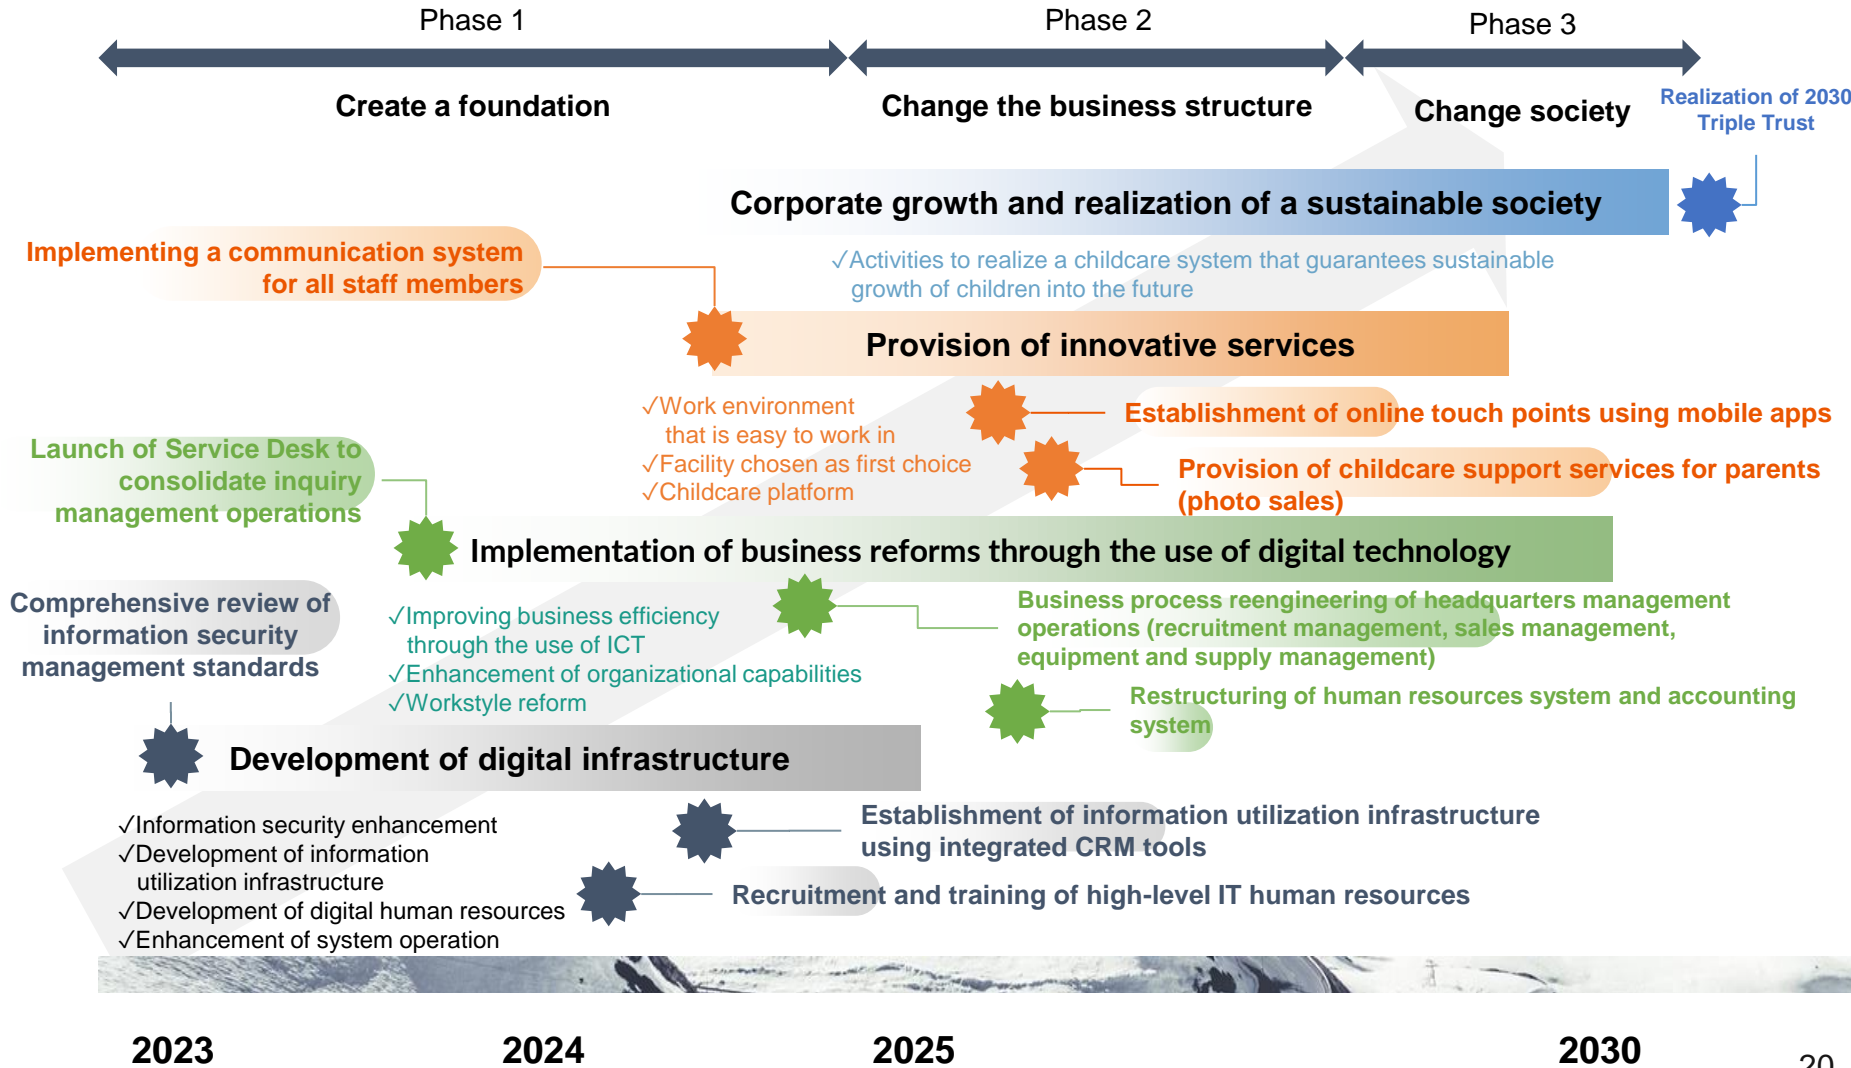 Phase 1
Phase 2
Phase 3
Create a foundation
Change the business structure
Change society
Realization of 2030
Triple Trust
Corporate growth and realization of a sustainable society
✓Activities to realize a childcare system that guarantees sustainable
growth of children into the future
Implementing a communication system
for all staff members
Provision of innovative services
✓Work environment
that is easy to work in
✓Facility chosen as first choice
✓Childcare platform
Establishment of online touch points using mobile apps
Provision of childcare support services for parents
(photo sales)
Launch of Service Desk to
consolidate inquiry
management operations
Implementation of business reforms through the use of digital technology
✓Improving business efficiency
through the use of ICT
✓Enhancement of organizational capabilities
✓Workstyle reform
Business process reengineering of headquarters management
operations (recruitment management, sales management,
equipment and supply management)
Restructuring of human resources system and accounting
system
Comprehensive review of
information security
management standards
Development of digital infrastructure
✓Information security enhancement
✓Development of information
utilization infrastructure
✓Development of digital human resources
✓Enhancement of system operation
Establishment of information utilization infrastructure
using integrated CRM tools
Recruitment and training of high-level IT human resources
2023
2024
2025
2030
20